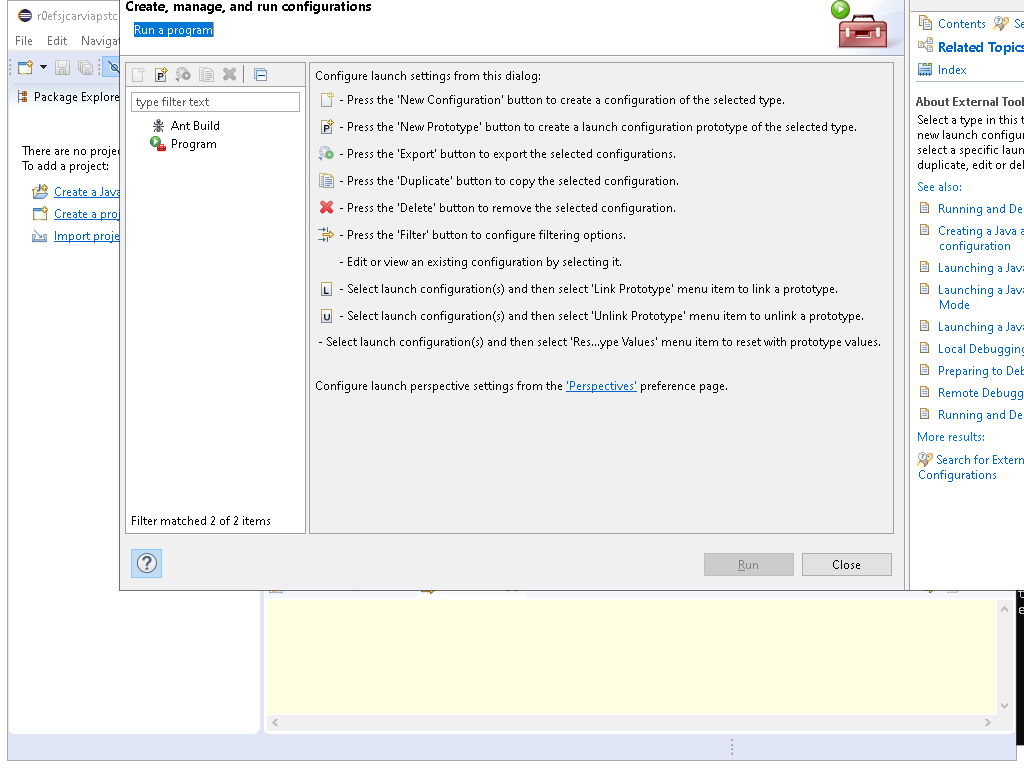 Create, manage, and run configurations
Run a program
r0efsjcarviapstc
File Edit Naviga
Package Explore
There are no projec
To add a project:
Create a Java
Create a proj
Import proje
type filter text
Ant Build
Program
Filter matched 2 of 2 items
Configure launch settings from this dialog:
- Press the 'New Configuration' button to create a configuration of the selected type.
P - Press the 'New Prototype' button to create a launch configuration prototype of the selected type.
- Press the 'Export' button to export the selected configurations.
- Press the 'Duplicate' button to copy the selected configuration.
- Press the 'Delete' button to remove the selected configuration.
- Press the 'Filter' button to configure filtering options.
- Edit or view an existing configuration by selecting it.
L - Select launch configuration(s) and then select 'Link Prototype' menu item to link a prototype.
U - Select launch configuration(s) and then select 'Unlink Prototype' menu item to unlink a prototype.
- Select launch configuration(s) and then select 'Res...ype Values' menu item to reset with prototype values.
Configure launch perspective settings from the 'Perspectives' preference page.
?
Run
Close
Contents Se
Related Topics
Index
About External Tool
Select a type in this t
new launch configur
select a specific laun
duplicate, edit or del
See also:
Running and De
Creating a Java a
configuration
Launching a Java
Launching a Java
Mode
Launching a Java
Local Debugging
Preparing to Deb
Remote Debugg
Running and De
More results:
Search for Extern
Configurations